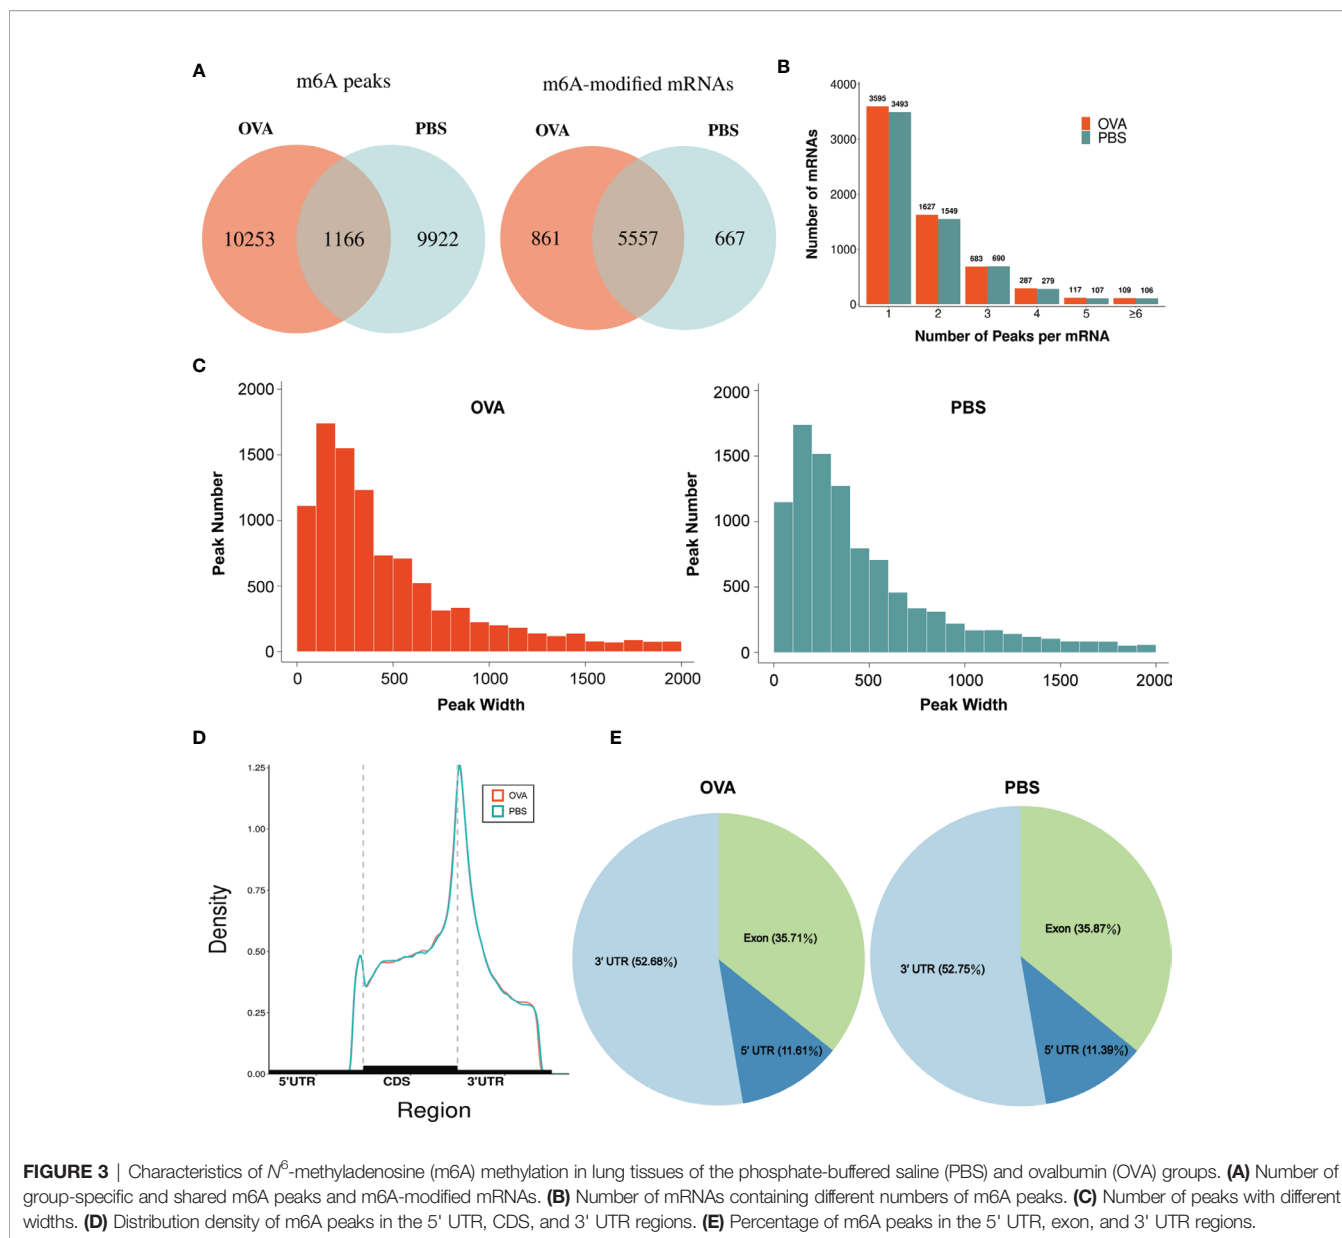 A
m6A peaks
m6A-modified mRNAs
OVA
PBS
OVA
PBS
10253
1166
9922
861
5557
667
B
4000
3000
2000
1000
0
Number of mRNAs
3595
3493
1627
1549
683
690
287
279
117
107
109
106
OVA
PBS
1
2
3
4
5
≥6
Number of Peaks per mRNA
C
OVA
2000
1500
1000
500
0
Peak Number
0
500
1000
1500
2000
Peak Width
PBS
2000
1500
1000
500
0
Peak Number
0
500
1000
1500
2000
Peak Width
D
1.25
1.00
0.75
0.50
0.25
0.00
Density
OVA
PBS
5'UTR
CDS
3'UTR
Region
E
OVA
Exon (35.71%)
3' UTR (52.68%)
5' UTR (11.61%)
PBS
Exon (35.87%)
3' UTR (52.75%)
5' UTR (11.39%)
FIGURE 3 | Characteristics of N6-methyladenosine (m6A) methylation in lung tissues of the phosphate-buffered saline (PBS) and ovalbumin (OVA) groups. (A) Number of
group-specific and shared m6A peaks and m6A-modified mRNAs. (B) Number of mRNAs containing different numbers of m6A peaks. (C) Number of peaks with different
widths. (D) Distribution density of m6A peaks in the 5' UTR, CDS, and 3' UTR regions. (E) Percentage of m6A peaks in the 5' UTR, exon, and 3' UTR regions.